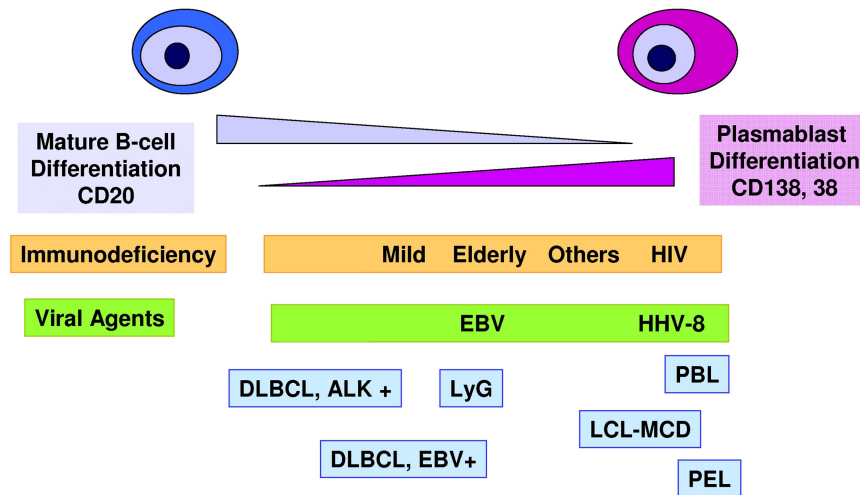 Mature B-cell
Differentiation
CD20
Plasmablast
Differentiation
CD138, 38
Immunodeficiency
Mild Elderly Others HIV
Viral Agents
EBV HHV-8
DLBCL, ALK +
LyG
PBL
LCL-MCD
DLBCL, EBV+
PEL